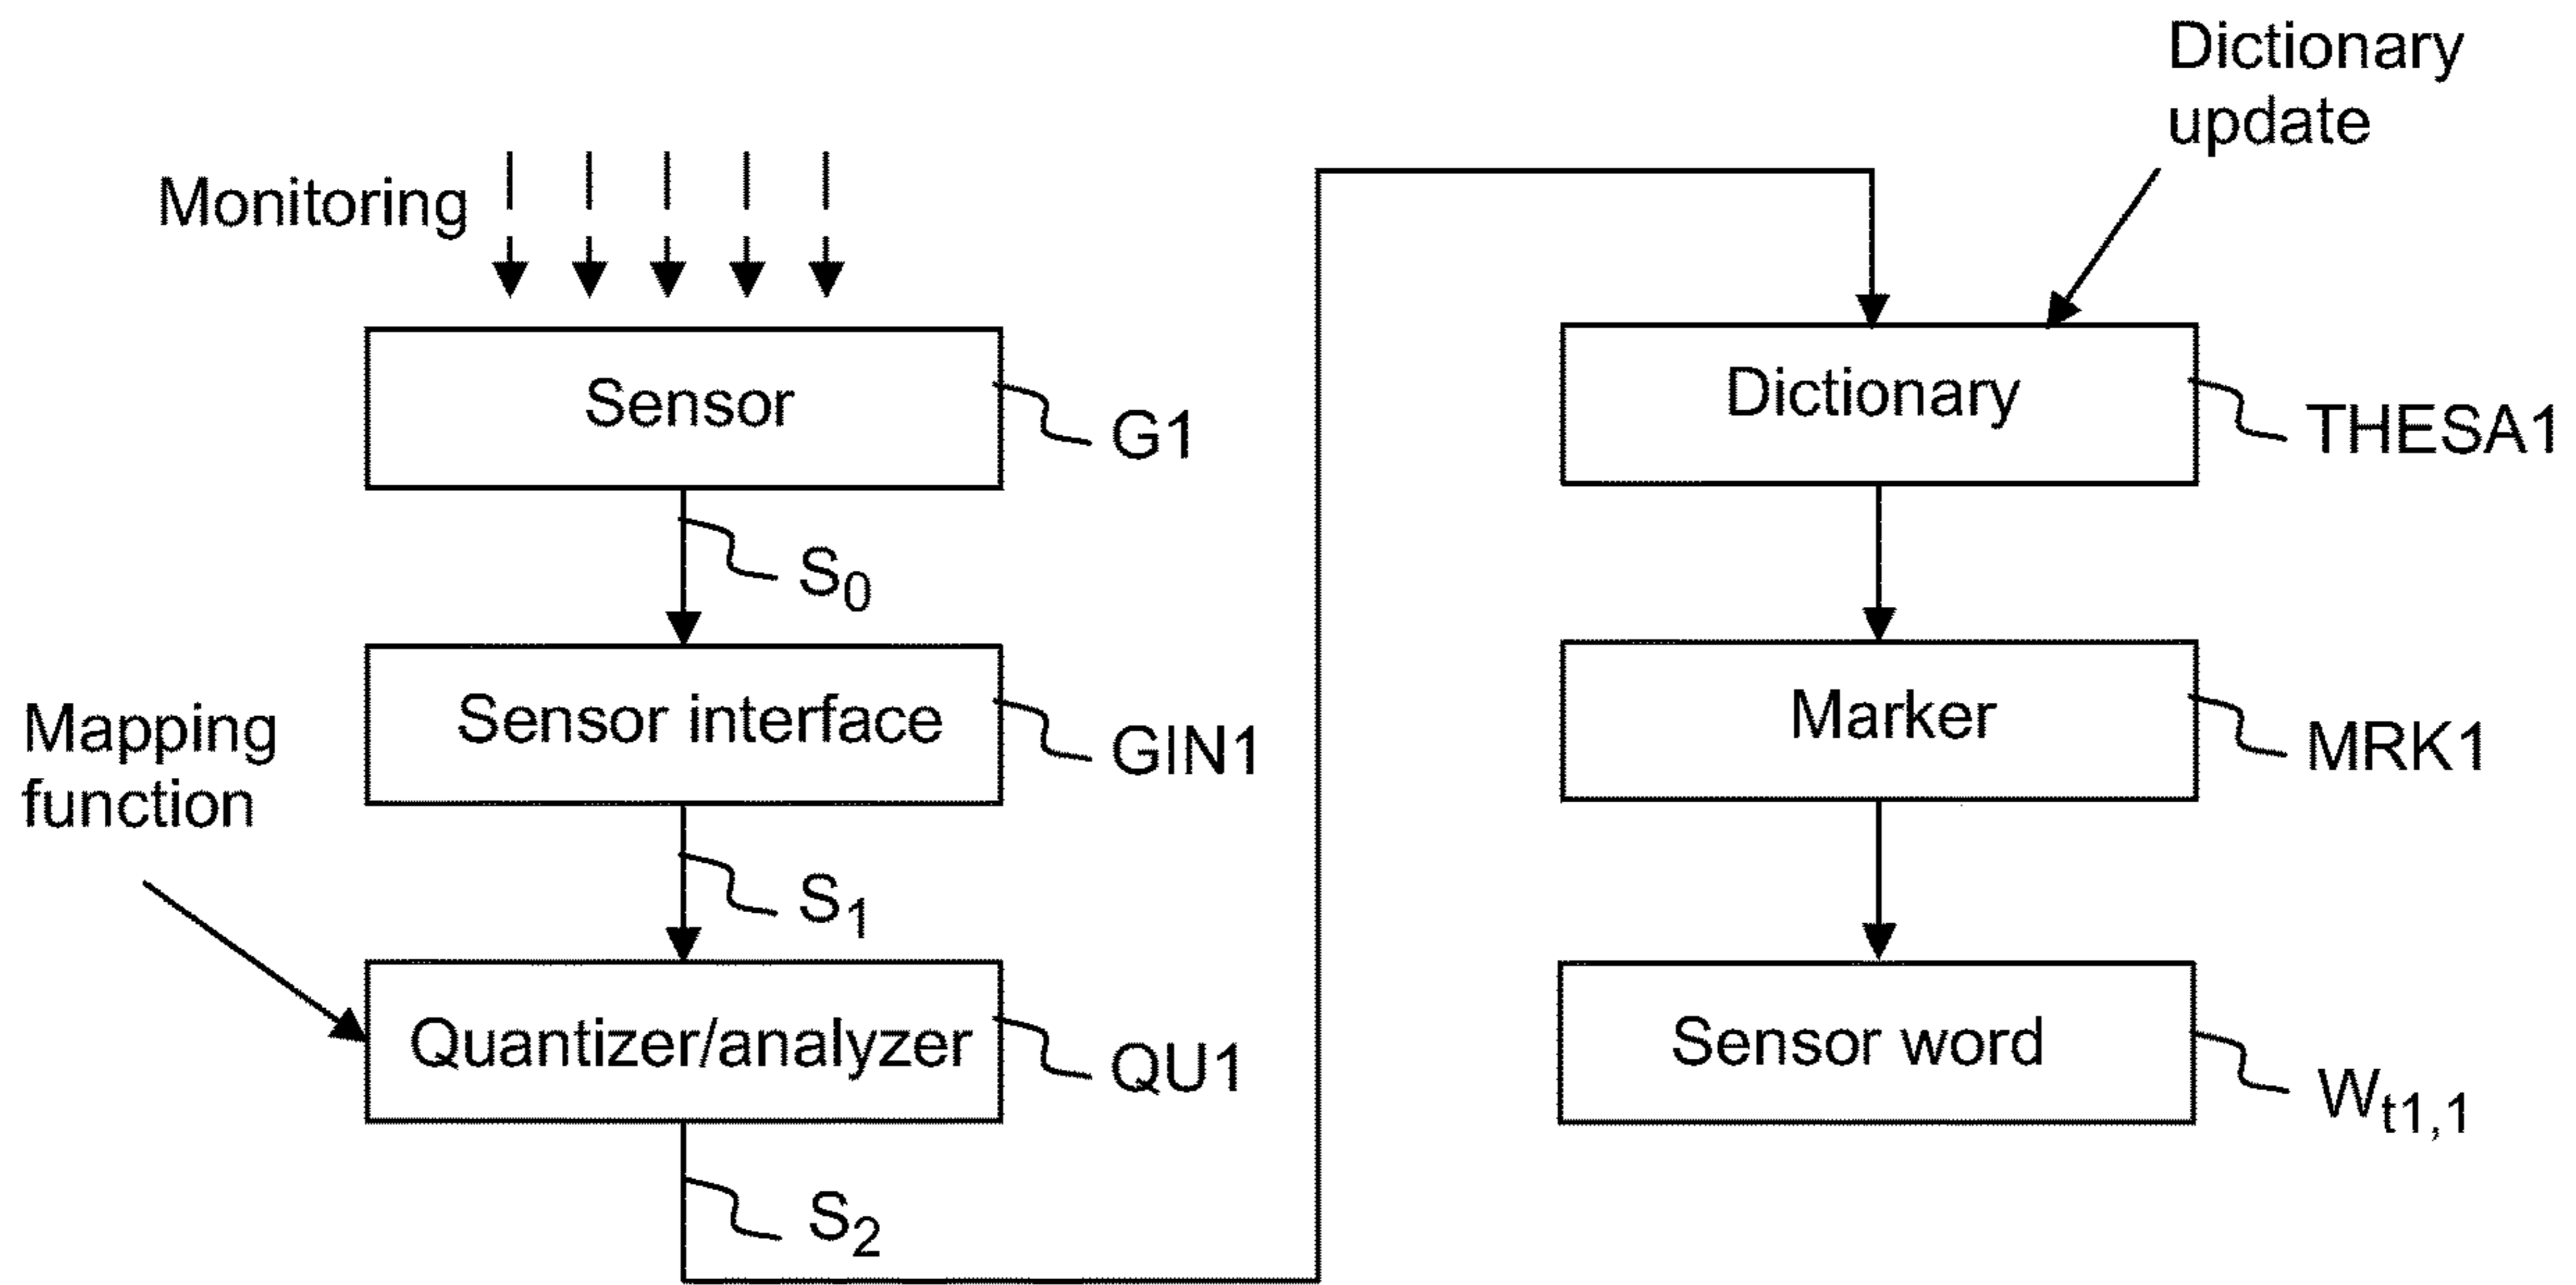 Monitoring
Sensor
G1
S0
Sensor interface
GIN1
S1
Mapping
function
Quantizer/analyzer
QU1
S2
Dictionary
update
Dictionary
THESA1
Marker
MRK1
Sensor word
Wt1,1